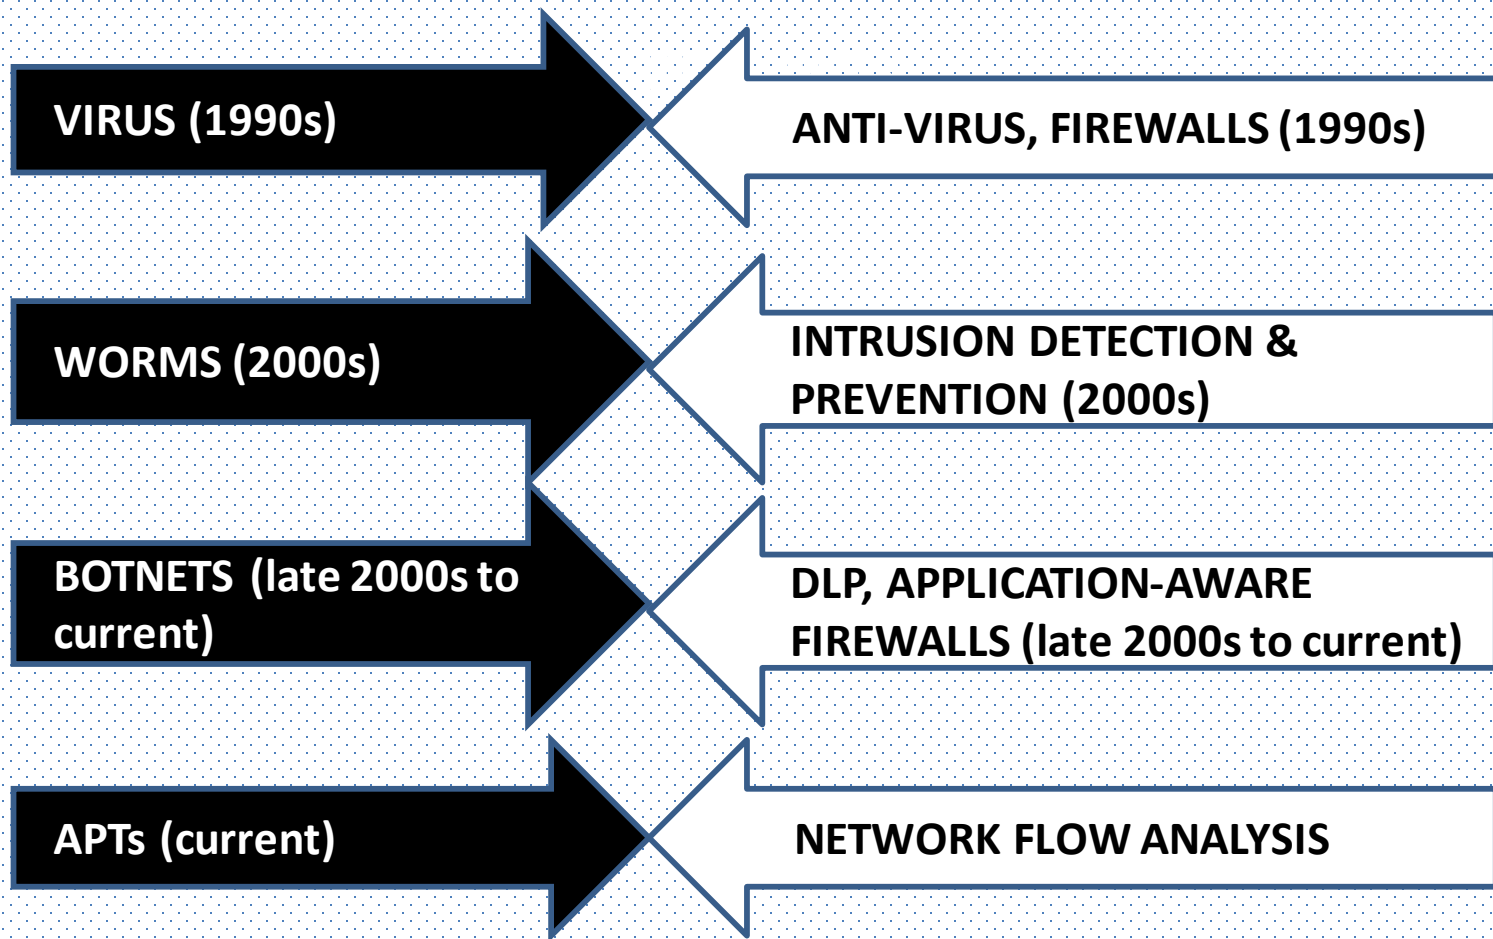 VIRUS (1990s)
ANTI-VIRUS, FIREWALLS (1990s)
WORMS (2000s)
INTRUSION DETECTION &
PREVENTION (2000s)
BOTNETS (late 2000s to
current)
DLP, APPLICATION-AWARE
FIREWALLS (late 2000s to current)
APTs (current)
NETWORK FLOW ANALYSIS